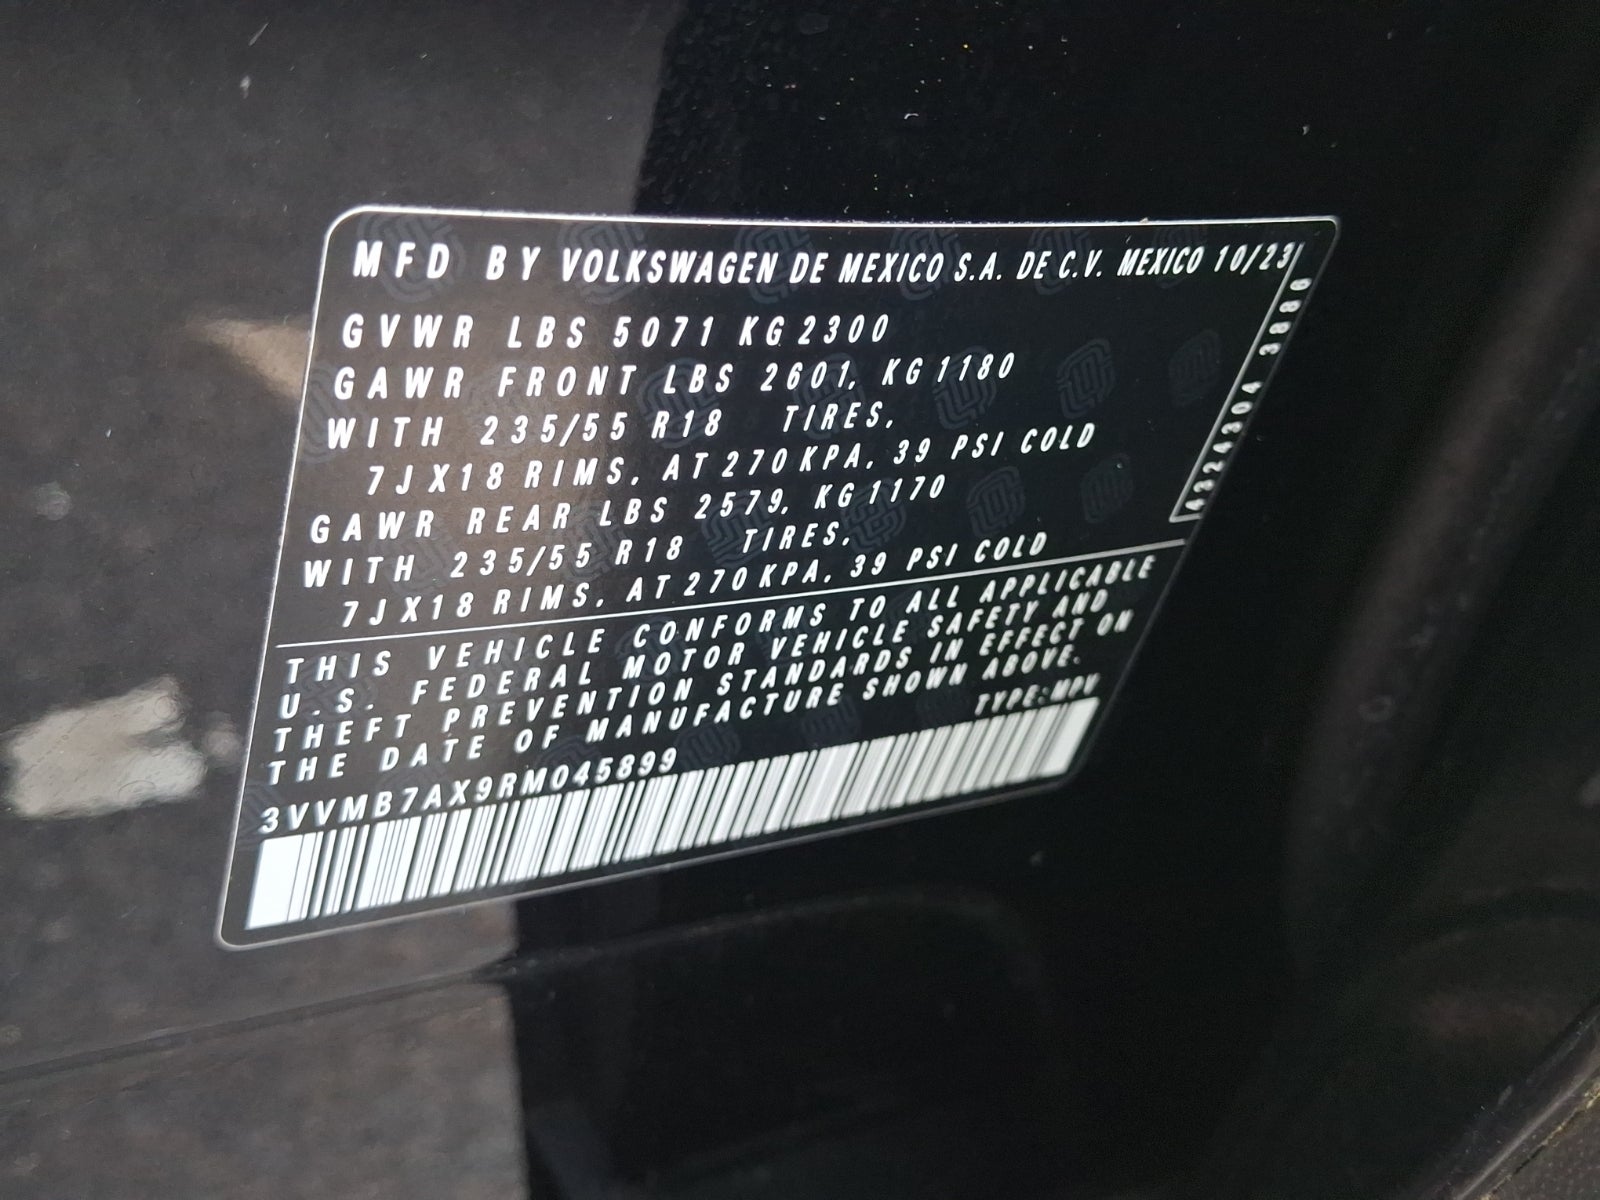 MFD BY VOLKSWAGEN DE MEXICO S.A. DE C.V. MEXICO 10/23
GVWR LBS 5071 KG 2300
GAWR FRONT LBS 2601, KG 1180
WITH 235/55 R18 TIRES,
7JX18 RIMS, AT 270 KPA, 39 PSI COLD
GAWR REAR LBS 2579, KG 1170
WITH 235/55 R18 TIRES,
7JX18 RIMS, AT 270 KPA, 39 PSI COLD
THIS VEHICLE CONFORMS TO ALL APPLICABLE
U.S. FEDERAL MOTOR VEHICLE SAFETY AND
THEFT PREVENTION STANDARDS IN EFFECT ON
THE DATE OF MANUFACTURE SHOWN ABOVE.
3VVMB7AX9RM045899 TYPE:MPV